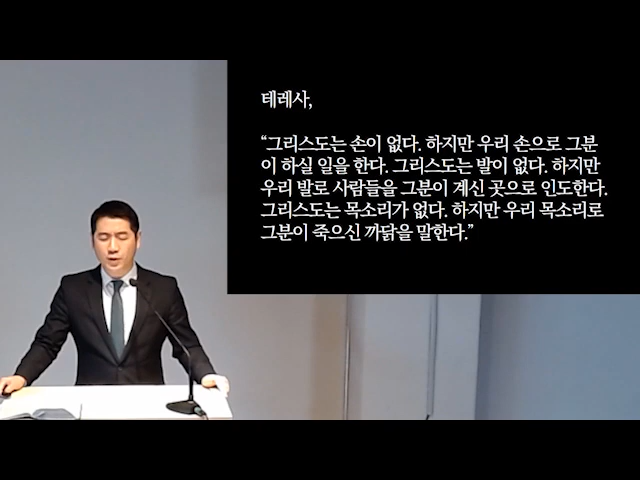 테레사,
“그리스도는 손이 없다. 하지만 우리 손으로 그분
이 하실 일을 한다. 그리스도는 발이 없다. 하지만
우리 발로 사람들을 그분이 계신 곳으로 인도한다.
그리스도는 목소리가 없다. 하지만 우리 목소리로
그분이 죽으신 까닭을 말한다.”